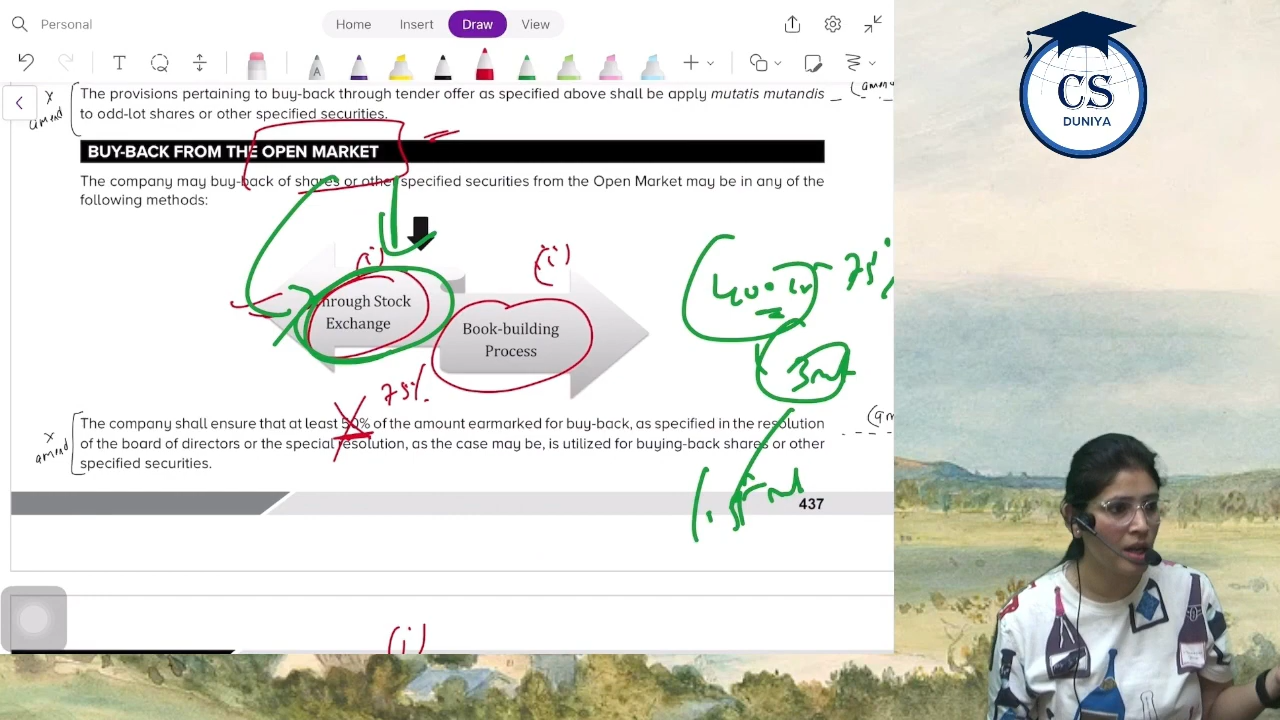 Personal
Home Insert Draw View
The provisions pertaining to buy-back through tender offer as specified above shall be apply mutatis mutandis
to odd-lot shares or other specified securities.
x
amend
BUY-BACK FROM THE OPEN MARKET
The company may buy-back of shares or other specified securities from the Open Market may be in any of the
following methods:
(i)
(i)
Through Stock
Exchange
Book-building
Process
75%
75%
The company shall ensure that at least 50% of the amount earmarked for buy-back, as specified in the resolution
of the board of directors or the special resolution, as the case may be, is utilized for buying-back shares or other
specified securities.
x
amend
437
(i)
CS
DUNIYA